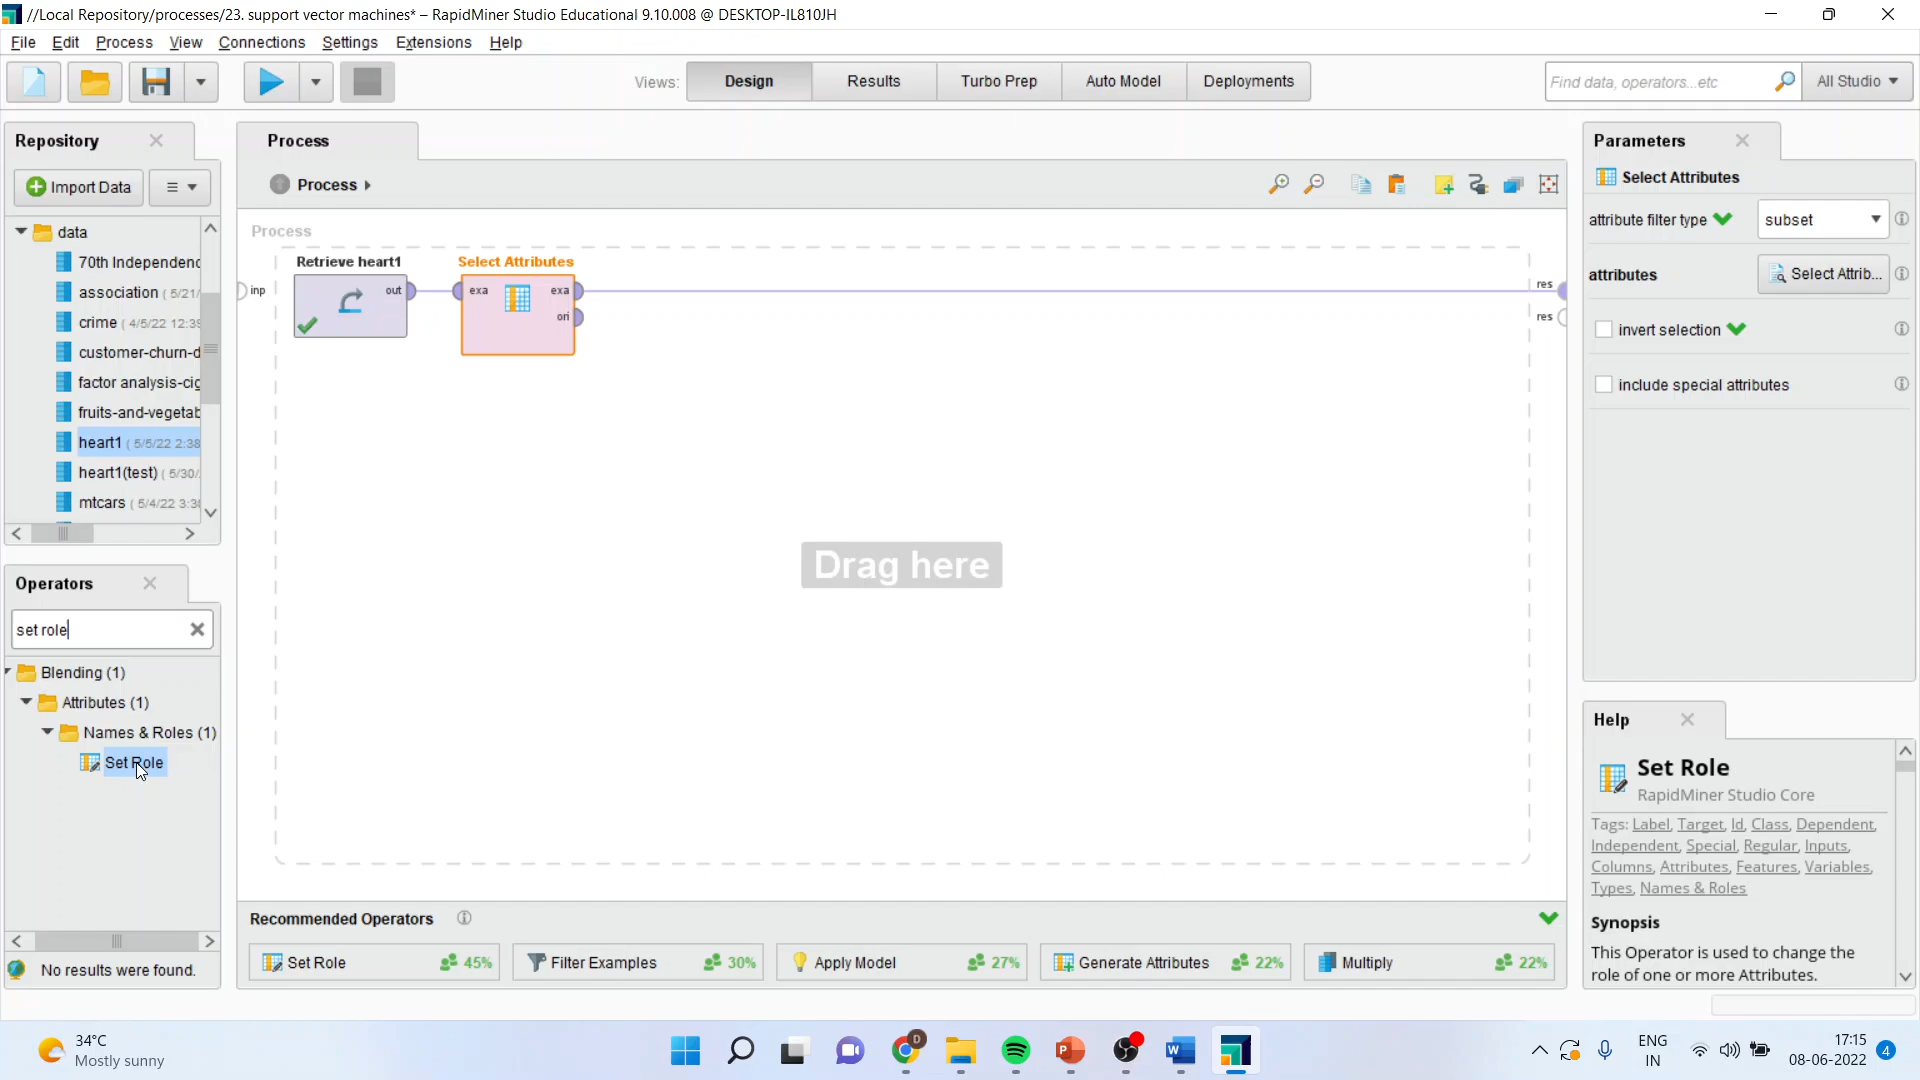 //Local Repository/processes/23. support vector machines* – RapidMiner Studio Educational 9.10.008 @ DESKTOP-IL810JH
File Edit Process View Connections Settings Extensions Help
Views: Design Results Turbo Prep Auto Model Deployments
Find data, operators...etc
All Studio
Repository
Import Data
data
70th Independenc
association ( 5/21/
crime ( 4/5/22 12:39
customer-churn-d
factor analysis-cig
fruits-and-vegetab
heart1 ( 5/5/22 2:38
heart1(test) ( 5/30/
mtcars ( 5/4/22 3:38
Operators
set role
Blending (1)
Attributes (1)
Names & Roles (1)
Set Role
No results were found.
Process
Process
Process
inp
Retrieve heart1
out
Select Attributes
exa
exa
ori
res
res
Drag here
Recommended Operators
Set Role 45%
Filter Examples 30%
Apply Model 27%
Generate Attributes 22%
Multiply 22%
Parameters
Select Attributes
attribute filter type subset
attributes Select Attrib...
invert selection
include special attributes
Help
Set Role
RapidMiner Studio Core
Tags: Label, Target, Id, Class, Dependent,
Independent, Special, Regular, Inputs,
Columns, Attributes, Features, Variables,
Types, Names & Roles
Synopsis
This Operator is used to change the
role of one or more Attributes.
34°C
Mostly sunny
D
ENG
IN
17:15
08-06-2022
4